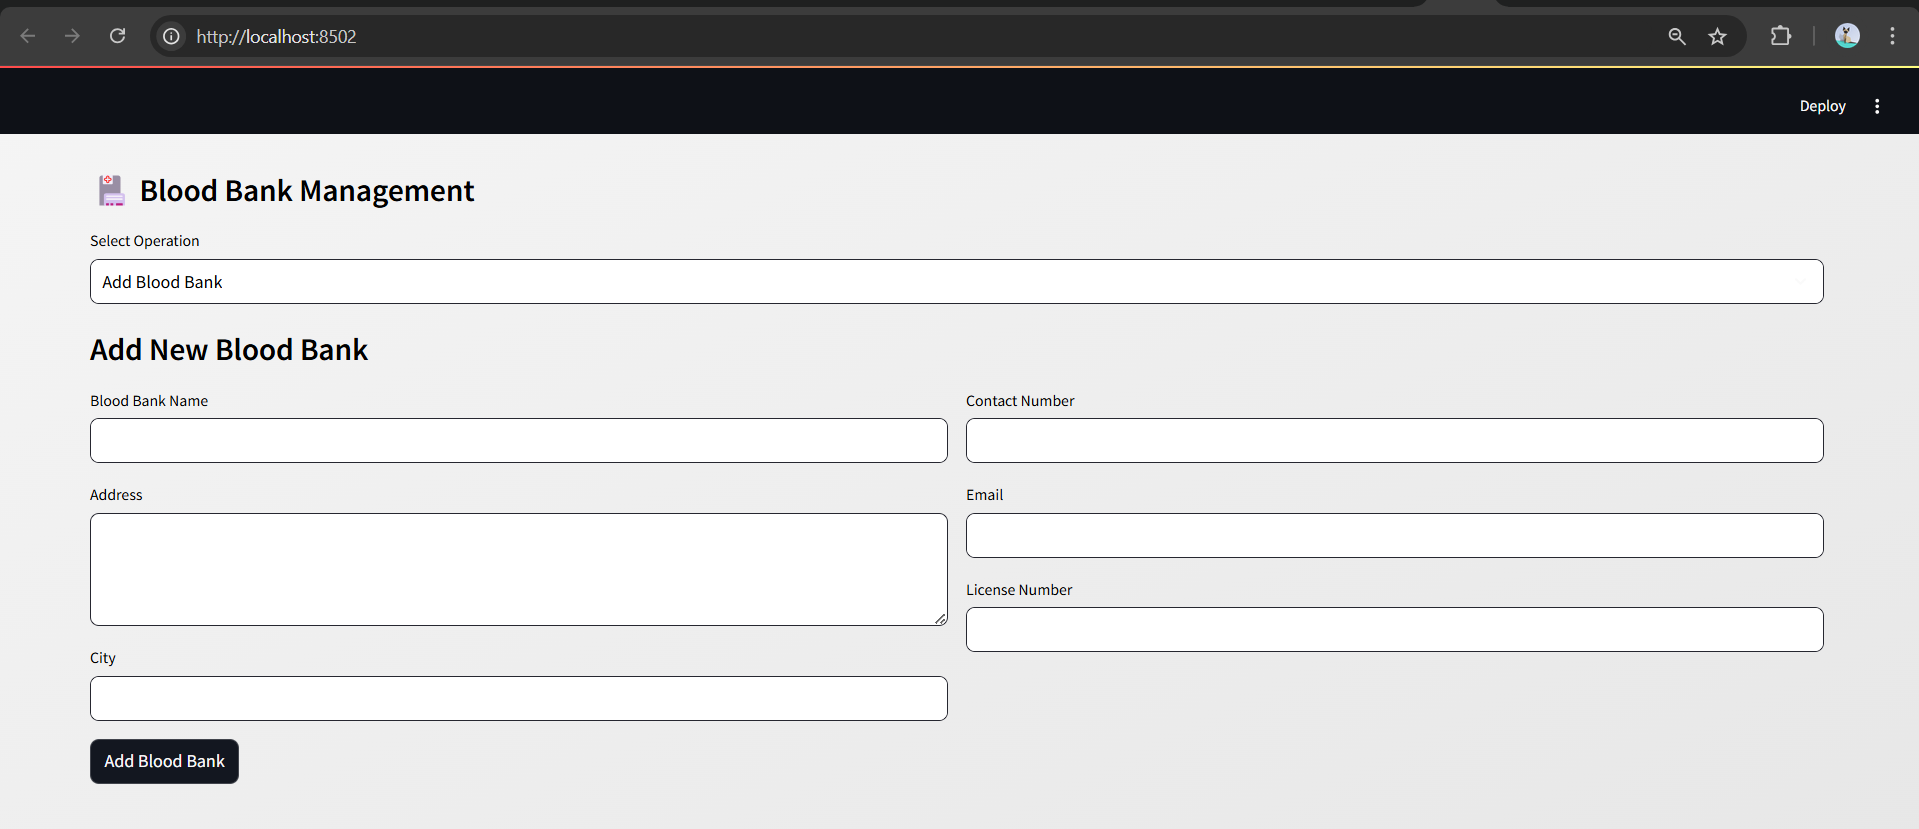 http://localhost:8502
Deploy
Blood Bank Management
Select Operation
Add Blood Bank
Add New Blood Bank
Blood Bank Name
Contact Number
Address
Email
License Number
City
Add Blood Bank